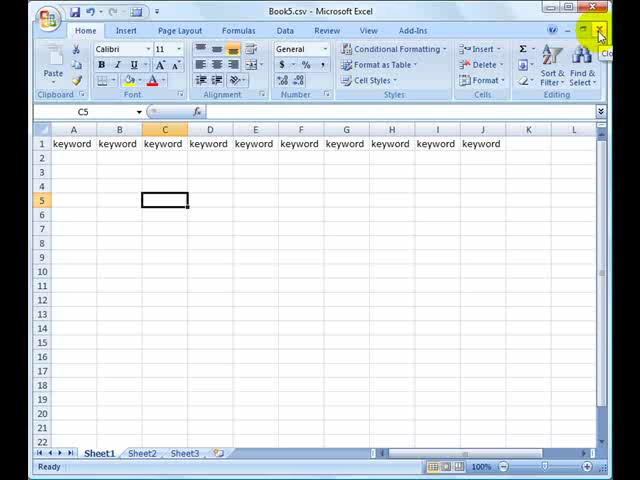 Book5.csv - Microsoft Excel
Home Insert Page Layout Formulas Data Review View Add-Ins
Clo
Calibri 11 General Conditional Formatting Insert Σ
Paste B I U $ % , Format as Table Delete Sort & Find &
Cell Styles Format Filter Select
Clipboard Font Alignment Number Styles Cells Editing
C5 fx
A B C D E F G H I J K L
1 keyword keyword keyword keyword keyword keyword keyword keyword keyword keyword
2
3
4
5
6
7
8
9
10
11
12
13
14
15
16
17
18
19
20
21
22
Sheet1 Sheet2 Sheet3
Ready 100%